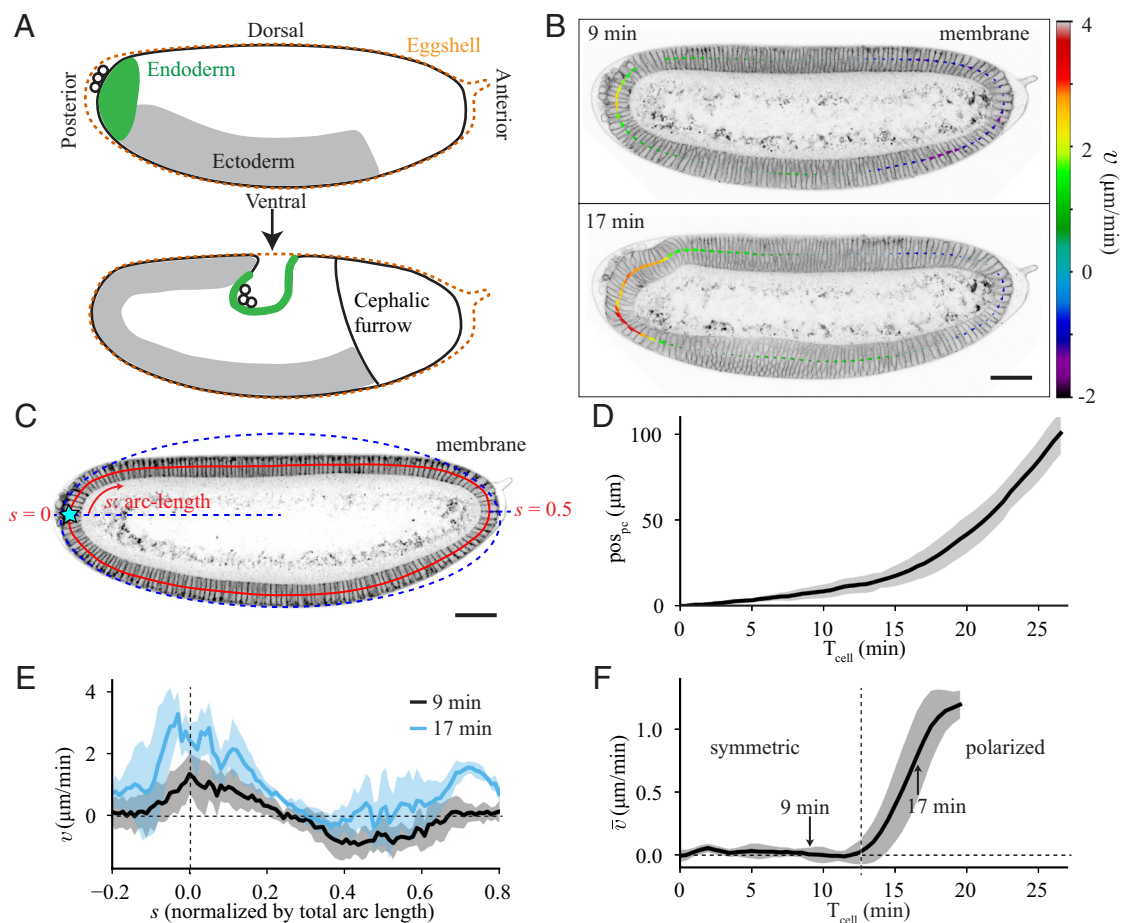 A
Dorsal
Eggshell
Endoderm
Posterior
Anterior
Ectoderm
Ventral
Cephalic
furrow
B
9 min
membrane
17 min
4
2
0
-2
υ (μm/min)
C
membrane
s = 0
s: arc-length
s = 0.5
D
100
50
0
pos_pc (μm)
0 5 10 15 20 25
T_cell (min)
E
4
2
0
υ (μm/min)
9 min
17 min
−0.2 0.0 0.2 0.4 0.6 0.8
s (normalized by total arc length)
F
1.0
0.5
0.0
ῡ (μm/min)
symmetric
polarized
9 min
17 min
0 5 10 15 20 25
T_cell (min)